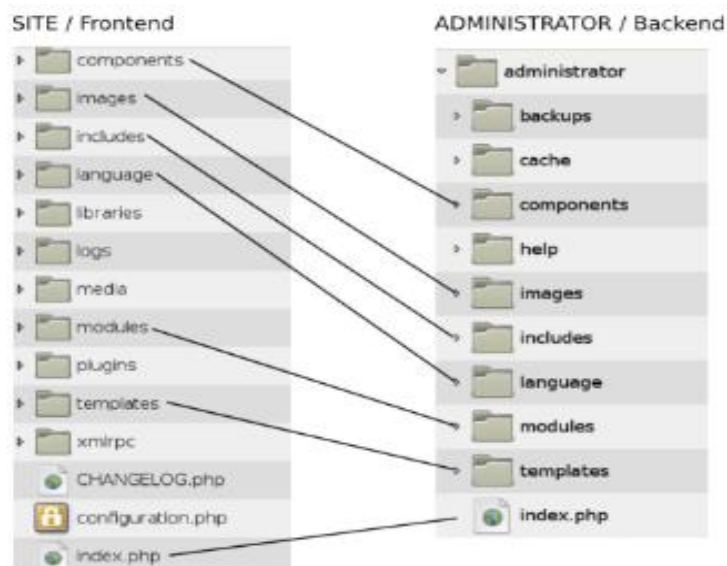 SITE / Frontend
components
images
includes
language
libraries
logs
media
modules
plugins
templates
xmlrpc
CHANGELOG.php
configuration.php
index.php
ADMINISTRATOR / Backend
administrator
backups
cache
components
help
images
includes
language
modules
templates
index.php